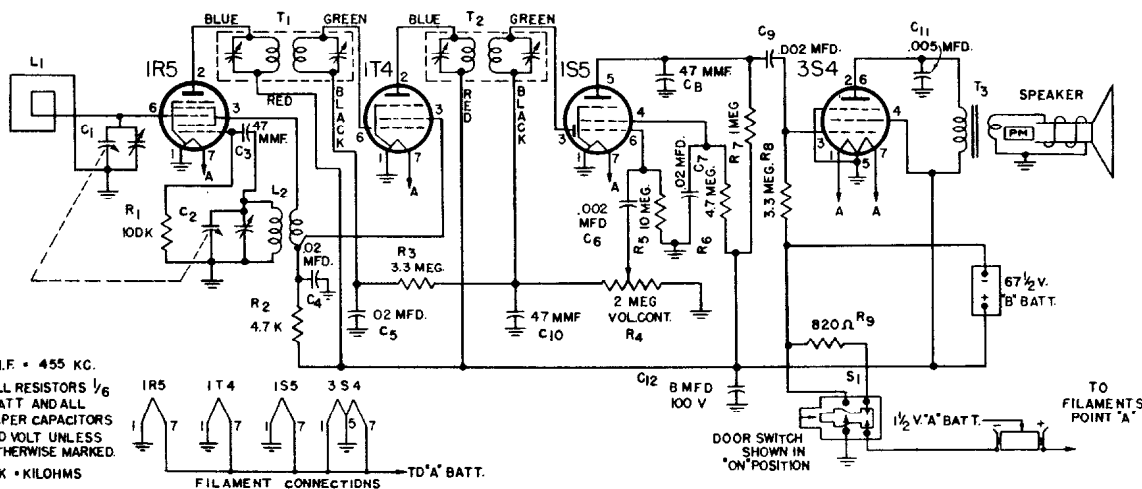 BLUE T1 GREEN
BLUE T2 GREEN
C9
.002 MFD.
C11
.005 MFD.
L1
1R5
1T4
1S5
3S4
T3
SPEAKER
PM
2
6
3
1
7
A
RED
BLACK
2
6
3
1
7
A
RED
BLACK
5
4
6
3
1
7
A
47 MMF.
C8
R7 1 MEG
2 6
3
4
1
5
7
A A
C1
47
MMF.
C3
L2
C2
R1
100K
.02
MFD.
C4
R2
4.7 K
R3
3.3 MEG.
02 MFD.
C5
.002
MFD
C6
R5
10 MEG.
.02 MFD.
C7
4.7 MEG.
R6
3.3 MEG.
R8
47 MMF
C10
2 MEG
VOL.CONT.
R4
67 1/2 V.
"B" BATT.
-
+
820Ω R9
C12
8 MFD
100 V
S1
DOOR SWITCH
SHOWN IN
"ON" POSITION
1 1/2 V."A" BATT.
- +
TO
FILAMENTS
POINT "A"
I.F. = 455 KC.
LL RESISTORS 1/6
ATT AND ALL
PER CAPACITORS
D VOLT UNLESS
THERWISE MARKED.
K = KILOHMS
1R5 1T4 1S5 3S4
1 7 1 7 1 7 1 5 7
TO "A" BATT.
FILAMENT CONNECTIONS